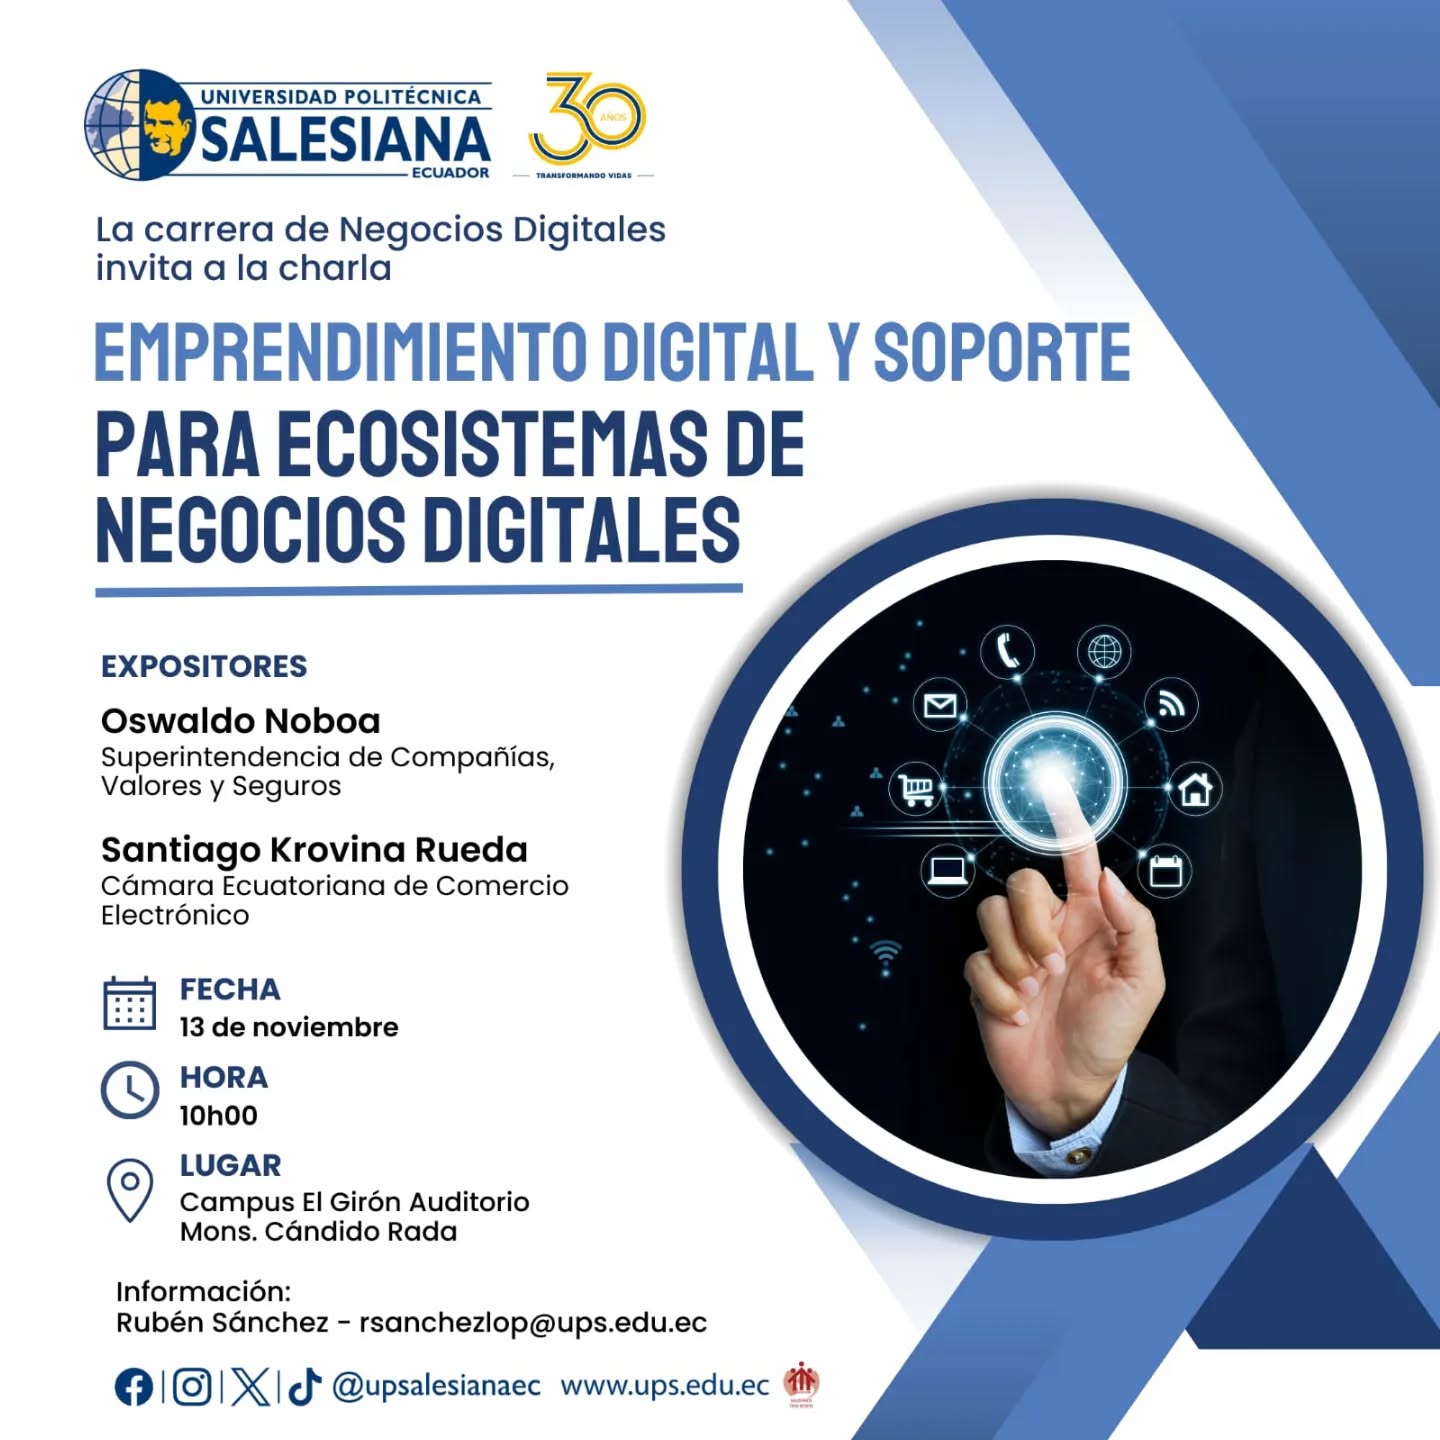 UNIVERSIDAD POLITÉCNICA
SALESIANA
ECUADOR
30
AÑOS
TRANSFORMANDO VIDAS
La carrera de Negocios Digitales
invita a la charla
EMPRENDIMIENTO DIGITAL Y SOPORTE
PARA ECOSISTEMAS DE
NEGOCIOS DIGITALES
EXPOSITORES
Oswaldo Noboa
Superintendencia de Compañías,
Valores y Seguros
Santiago Krovina Rueda
Cámara Ecuatoriana de Comercio
Electrónico
FECHA
13 de noviembre
HORA
10h00
LUGAR
Campus El Girón Auditorio
Mons. Cándido Rada
Información:
Rubén Sánchez - rsanchezlop@ups.edu.ec
@upsalesianaec www.ups.edu.ec